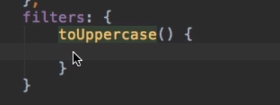 },
filters: {
toUppercase() {
}
}